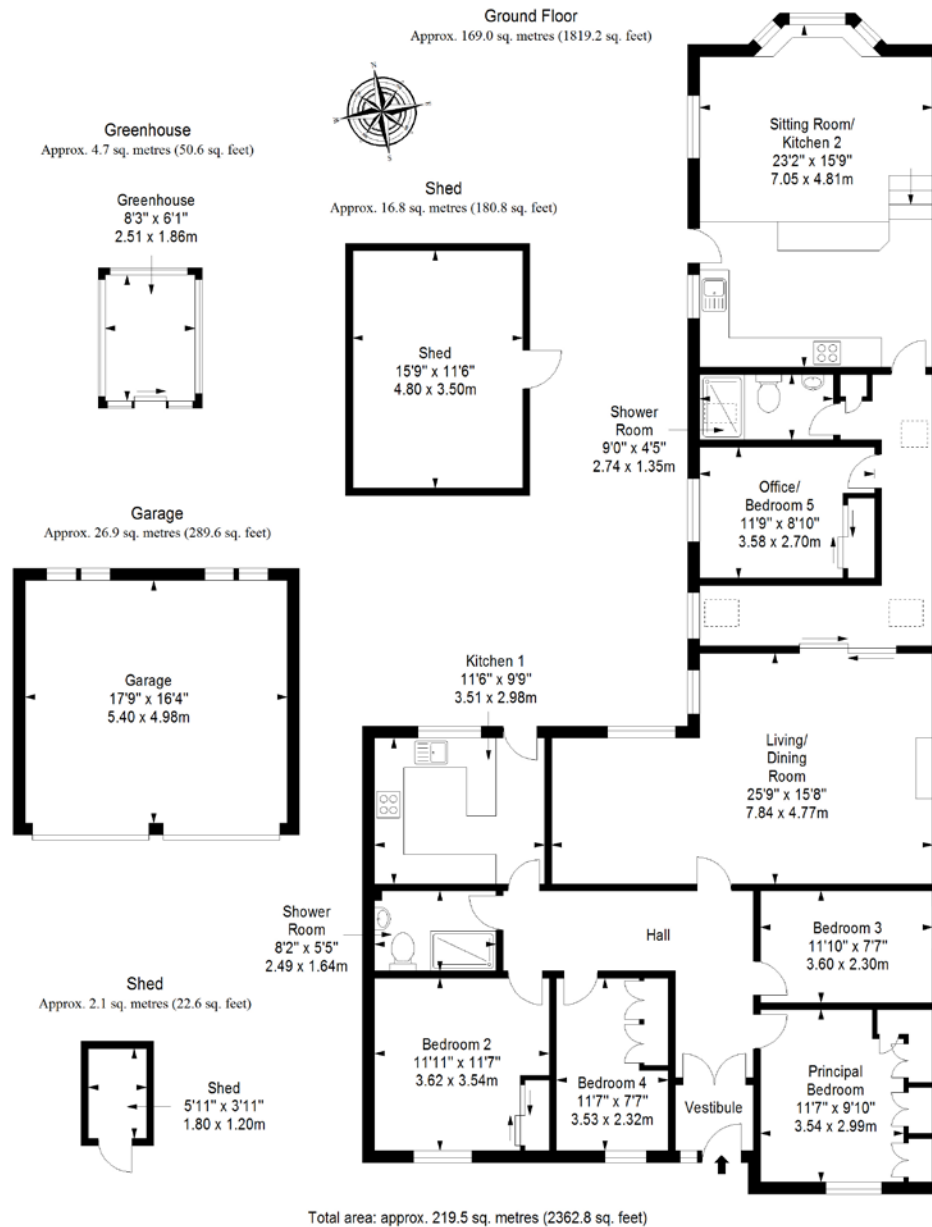 Ground Floor
Approx. 169.0 sq. metres (1819.2 sq. feet)
N
E
S
W
Greenhouse
Approx. 4.7 sq. metres (50.6 sq. feet)
Greenhouse
8'3" x 6'1"
2.51 x 1.86m
Shed
Approx. 16.8 sq. metres (180.8 sq. feet)
Shed
15'9" x 11'6"
4.80 x 3.50m
Sitting Room/
Kitchen 2
23'2" x 15'9"
7.05 x 4.81m
Shower
Room
9'0" x 4'5"
2.74 x 1.35m
Office/
Bedroom 5
11'9" x 8'10"
3.58 x 2.70m
Garage
Approx. 26.9 sq. metres (289.6 sq. feet)
Garage
17'9" x 16'4"
5.40 x 4.98m
Kitchen 1
11'6" x 9'9"
3.51 x 2.98m
Living/
Dining
Room
25'9" x 15'8"
7.84 x 4.77m
Shower
Room
8'2" x 5'5"
2.49 x 1.64m
Hall
Bedroom 3
11'10" x 7'7"
3.60 x 2.30m
Shed
Approx. 2.1 sq. metres (22.6 sq. feet)
Shed
5'11" x 3'11"
1.80 x 1.20m
Bedroom 2
11'11" x 11'7"
3.62 x 3.54m
Bedroom 4
11'7" x 7'7"
3.53 x 2.32m
Vestibule
Principal
Bedroom
11'7" x 9'10"
3.54 x 2.99m
Total area: approx. 219.5 sq. metres (2362.8 sq. feet)